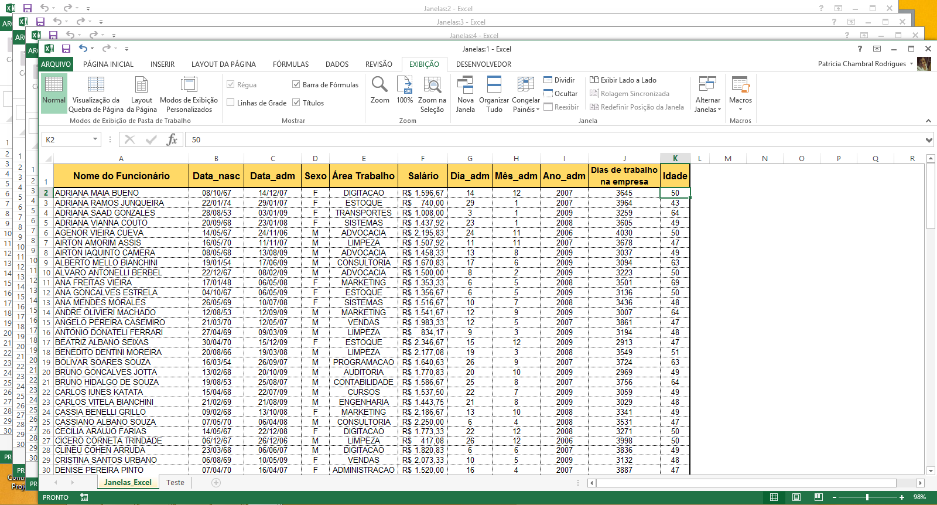 Janelas2 - Excel
Janelas:3 - Excel
Janelas:4 - Excel
Janelas:1 - Excel
ARQUIVO PÁGINA INICIAL INSERIR LAYOUT DA PÁGINA FÓRMULAS DADOS REVISÃO EXIBIÇÃO DESENVOLVEDOR Patricia Chambral Rodrigues
Normal Visualização da Quebra de Página Layout da Página Modos de Exibição Personalizados
Régua Barra de Fórmulas
Linhas de Grade Títulos
Zoom 100% Zoom na Seleção
Nova Janela Organizar Tudo Congelar Painéis
Dividir Ocultar Reexibir
Exibir Lado a Lado
Rolagem Sincronizada
Redefinir Posição da Janela
Alternar Janelas Macros
Modos de Exibição de Pasta de Trabalho Mostrar Zoom Janela Macros
K2 fx 50
A B C D E F G H I J K L M N O P Q R
1 Nome do Funcionário Data_nasc Data_adm Sexo Área Trabalho Salário Dia_adm Mês_adm Ano_adm Dias de trabalho na empresa Idade
2 ADRIANA MAIA BUENO 08/10/67 14/12/07 F DIGITACAO R$ 1.596,67 14 12 2007 3645 50
3 ADRIANA RAMOS JUNQUEIRA 22/01/74 29/01/07 F ESTOQUE R$ 740,00 29 1 2007 3964 43
4 ADRIANA SAAD GONZALES 28/08/53 03/01/09 F TRANSPORTES R$ 1.008,00 3 1 2009 3259 64
5 ADRIANA VIANNA COUTO 20/09/68 23/01/08 F SISTEMAS R$ 1.437,92 23 1 2008 3605 49
6 AGENOR VIEIRA CUEVA 14/05/67 24/11/06 M ADVOCACIA R$ 2.195,83 24 11 2006 4030 50
7 AIRTON AMORIM ASSIS 16/05/70 11/11/07 M LIMPEZA R$ 1.507,92 11 11 2007 3678 47
8 AIRTON IAQUINTO CAMERA 08/05/68 13/08/09 M ADVOCACIA R$ 1.458,33 13 8 2009 3037 49
9 ALBERTO MELLO BIANCHINI 19/01/54 17/06/09 M CONSULTORIA R$ 1.670,83 17 6 2009 3094 63
10 ALVARO ANTONELLI BERBEL 22/12/67 08/02/09 M ADVOCACIA R$ 1.500,00 8 2 2009 3223 50
11 ANA FREITAS VIEIRA 17/01/48 06/05/08 F MARKETING R$ 1.353,33 6 5 2008 3501 69
12 ANA GONCALVES ESTRELA 04/10/67 06/05/09 F ESTOQUE R$ 1.356,67 6 5 2009 3136 50
13 ANA MENDES MORALES 26/05/69 10/07/08 F SISTEMAS R$ 1.516,67 10 7 2008 3436 48
14 ANDRE OLIVIERI MACHADO 12/08/53 12/09/09 M MARKETING R$ 1.541,67 12 9 2009 3007 64
15 ANGELO PEREIRA CASEMIRO 21/03/70 12/05/07 M VENDAS R$ 1.983,33 12 5 2007 3861 47
16 ANTONIO DONATELI FERRARI 27/04/69 09/03/09 M LIMPEZA R$ 834,17 9 3 2009 3194 48
17 BEATRIZ ALBANO SEIXAS 30/04/70 15/12/09 F ESTOQUE R$ 2.346,67 15 12 2009 2913 47
18 BENEDITO DENTINI MOREIRA 20/08/66 19/03/08 M LIMPEZA R$ 2.177,08 19 3 2008 3549 51
19 BOLIVAR SOARES SOUZA 16/03/54 26/09/07 M PROGRAMACAO R$ 1.640,63 26 9 2007 3724 63
20 BRUNO GONCALVES JOTTA 13/02/68 20/10/09 M AUDITORIA R$ 1.770,83 20 10 2009 2969 49
21 BRUNO HIDALGO DE SOUZA 19/08/53 25/08/07 M CONTABILIDADE R$ 1.586,67 25 8 2007 3756 64
22 CARLOS IUNES KATATA 15/04/68 22/07/09 M CURSOS R$ 1.537,50 22 7 2009 3059 49
23 CARLOS VITELA BIANCHINI 21/02/69 21/08/09 M ENGENHARIA R$ 1.443,75 21 8 2009 3029 48
24 CASSIA BENELLI GRILLO 09/02/68 13/10/08 F MARKETING R$ 2.186,67 13 10 2008 3341 49
25 CASSIANO ALBANO SOUZA 07/05/70 06/04/08 M CONSULTORIA R$ 2.250,00 6 4 2008 3531 47
26 CECILIA ARAUJO FARIAS 14/05/67 22/12/08 F DIGITACAO R$ 1.773,33 22 12 2008 3271 50
27 CICERO CORNETA TRINDADE 06/12/67 26/12/06 M LIMPEZA R$ 417,08 26 12 2006 3998 50
28 CLINEU COHEN ARRUDA 23/03/68 06/06/07 M DIGITACAO R$ 1.820,83 6 6 2007 3836 49
29 CRISTINA SANTOS URBANO 06/08/69 10/05/09 F VENDAS R$ 2.073,33 10 5 2009 3132 48
30 DENISE PEREIRA PINTO 07/04/70 16/04/07 F ADMINISTRACAO R$ 1.520,00 16 4 2007 3887 47
Janelas_Excel Teste
PRONTO 98%